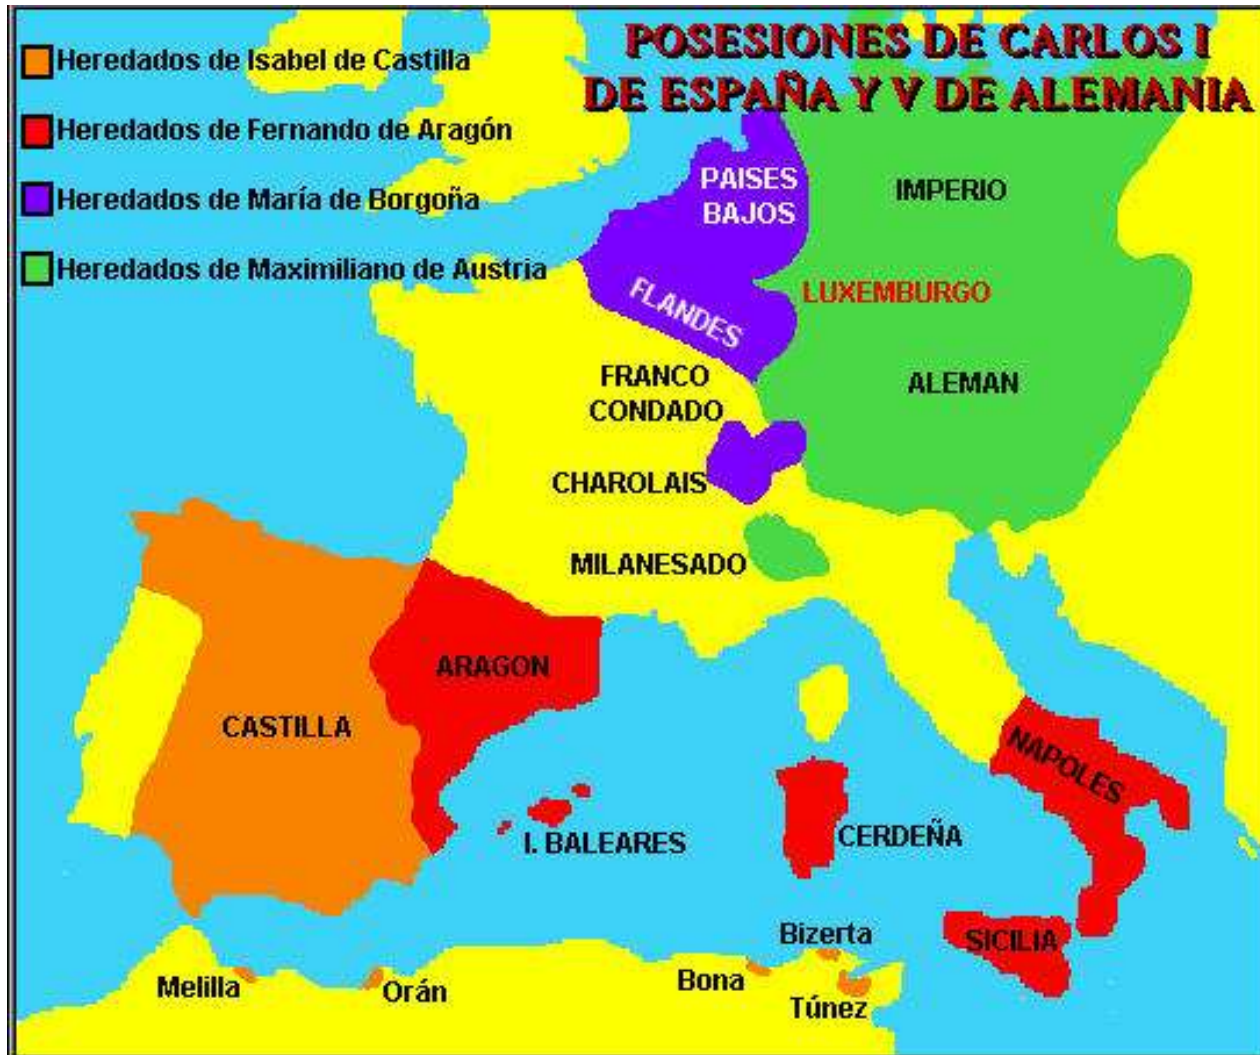 POSESIONES DE CARLOS I
DE ESPAÑA Y V DE ALEMANIA
Heredados de Isabel de Castilla
Heredados de Fernando de Aragón
Heredados de María de Borgoña
Heredados de Maximiliano de Austria
PAISES
BAJOS
IMPERIO
FLANDES
LUXEMBURGO
FRANCO
CONDADO
ALEMAN
CHAROLAIS
MILANESADO
ARAGON
CASTILLA
NAPOLES
I. BALEARES
CERDEÑA
SICILIA
Melilla
Orán
Bona
Bizerta
Túnez